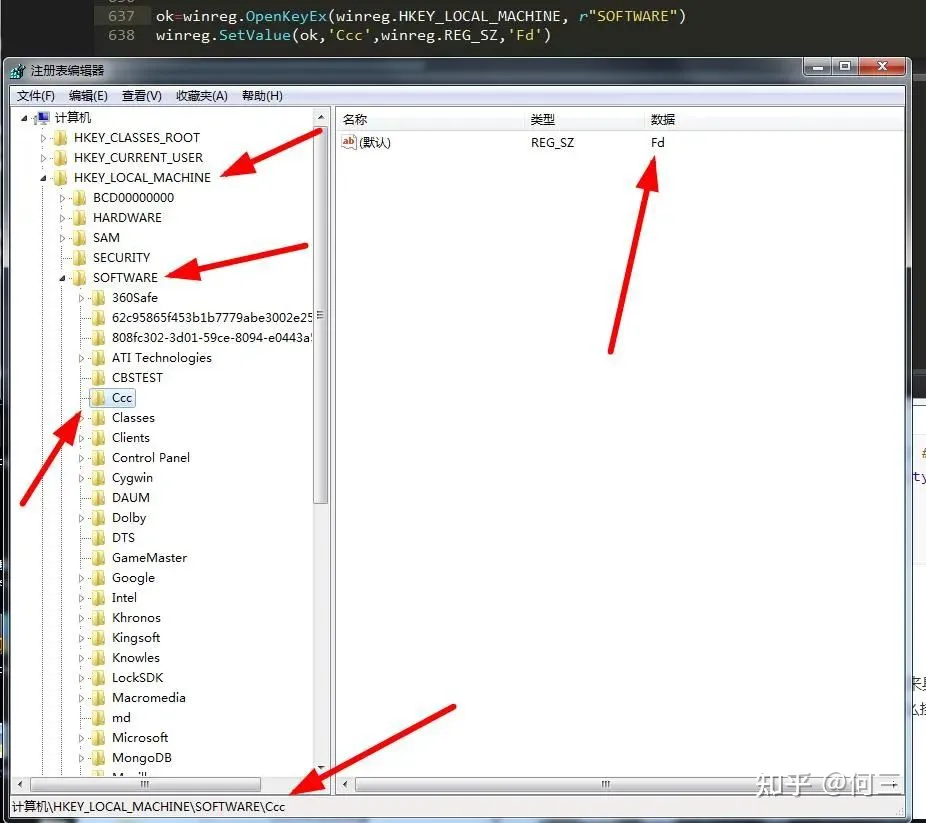 637 ok=winreg.OpenKeyEx(winreg.HKEY_LOCAL_MACHINE, r"SOFTWARE")
638 winreg.SetValue(ok,'Ccc',winreg.REG_SZ,'Fd')
注册表编辑器
文件(F) 编辑(E) 查看(V) 收藏夹(A) 帮助(H)
计算机
HKEY_CLASSES_ROOT
HKEY_CURRENT_USER
HKEY_LOCAL_MACHINE
BCD00000000
HARDWARE
SAM
SECURITY
SOFTWARE
360Safe
62c95865f453b1b7779abe3002e25
808fc302-3d01-59ce-8094-e0443a
ATI Technologies
CBSTEST
Ccc
Classes
Clients
Control Panel
Cygwin
DAUM
Dolby
DTS
GameMaster
Google
Intel
Khronos
Kingsoft
Knowles
LockSDK
Macromedia
md
Microsoft
MongoDB
名称 类型 数据
ab (默认) REG_SZ Fd
知乎 @何三
计算机\HKEY_LOCAL_MACHINE\SOFTWARE\Ccc